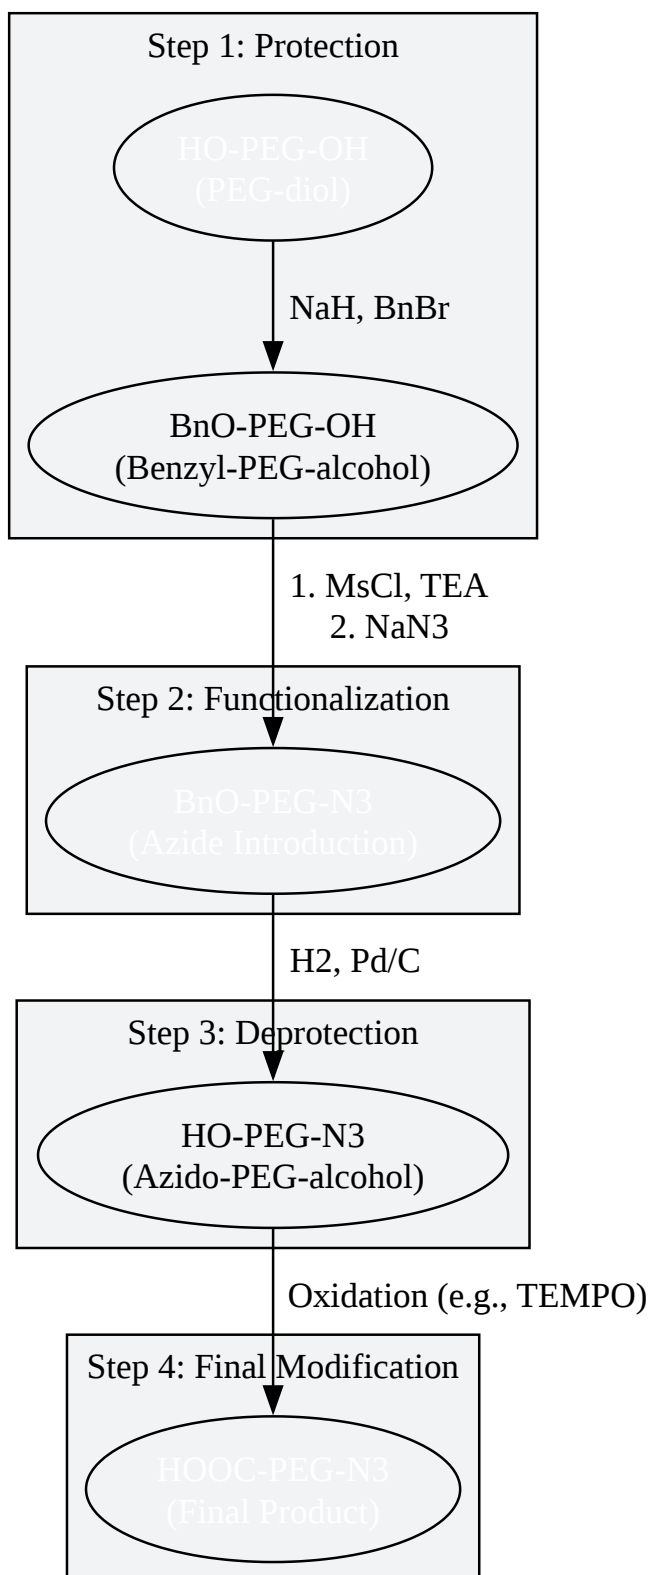 Step 1: Protection
HO-PEG-OH
(PEG-diol)
NaH, BnBr
BnO-PEG-OH
(Benzyl-PEG-alcohol)
1. MsCl, TEA
2. NaN3
Step 2: Functionalization
BnO-PEG-N3
(Azide Introduction)
H2, Pd/C
Step 3: Deprotection
HO-PEG-N3
(Azido-PEG-alcohol)
Oxidation (e.g., TEMPO)
Step 4: Final Modification
HOOC-PEG-N3
(Final Product)